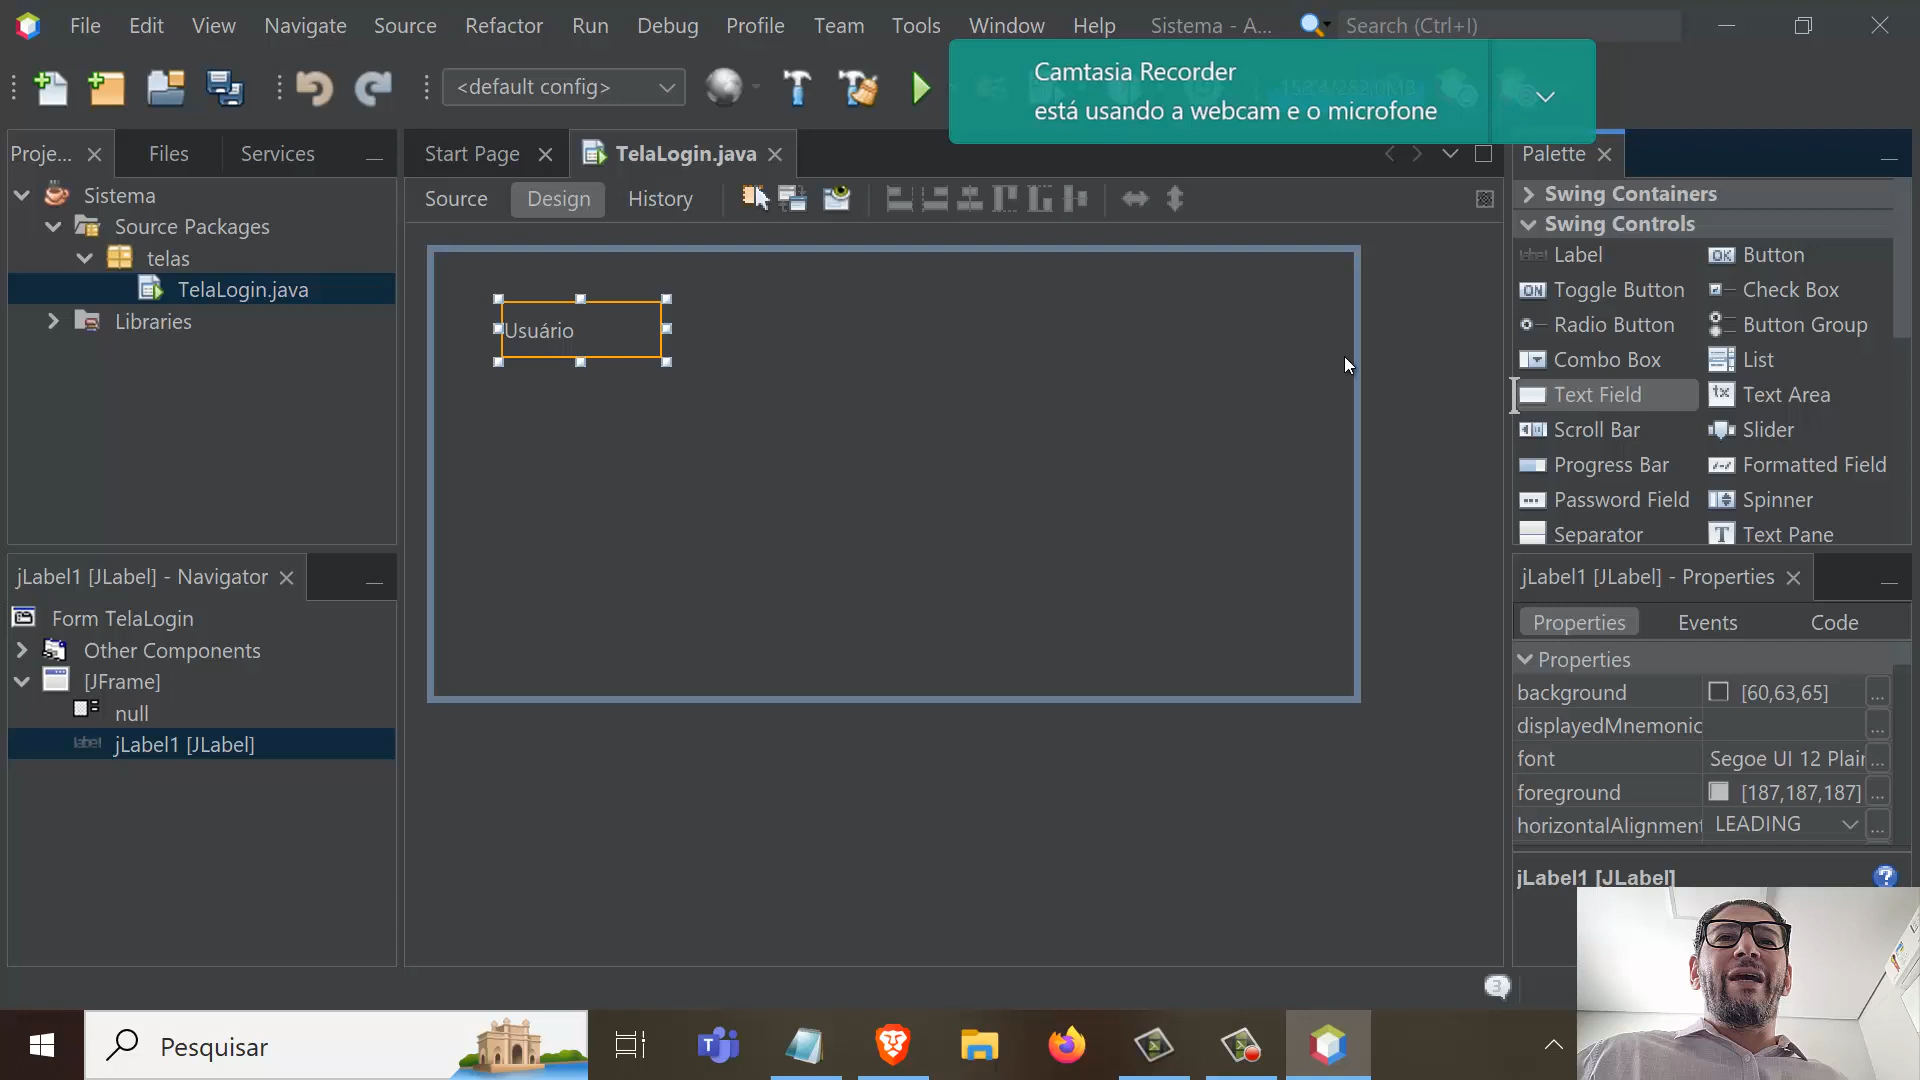 File Edit View Navigate Source Refactor Run Debug Profile Team Tools Window Help Sistema - A... Search (Ctrl+I)
Camtasia Recorder
está usando a webcam e o microfone
<default config>
Proje... Files Services
Start Page TelaLogin.java
Source Design History
Sistema
Source Packages
telas
TelaLogin.java
Libraries
Usuário
Palette
Swing Containers
Swing Controls
Label Button
ON Toggle Button Check Box
Radio Button Button Group
Combo Box List
Text Field Text Area
Scroll Bar Slider
Progress Bar Formatted Field
Password Field Spinner
Separator Text Pane
jLabel1 [JLabel] - Navigator
Form TelaLogin
Other Components
[JFrame]
null
label jLabel1 [JLabel]
jLabel1 [JLabel] - Properties
Properties Events Code
Properties
background [60,63,65] ...
displayedMnemonic ...
font Segoe UI 12 Plain ...
foreground [187,187,187] ...
horizontalAlignment LEADING ...
jLabel1 [JLabel]
3
Pesquisar